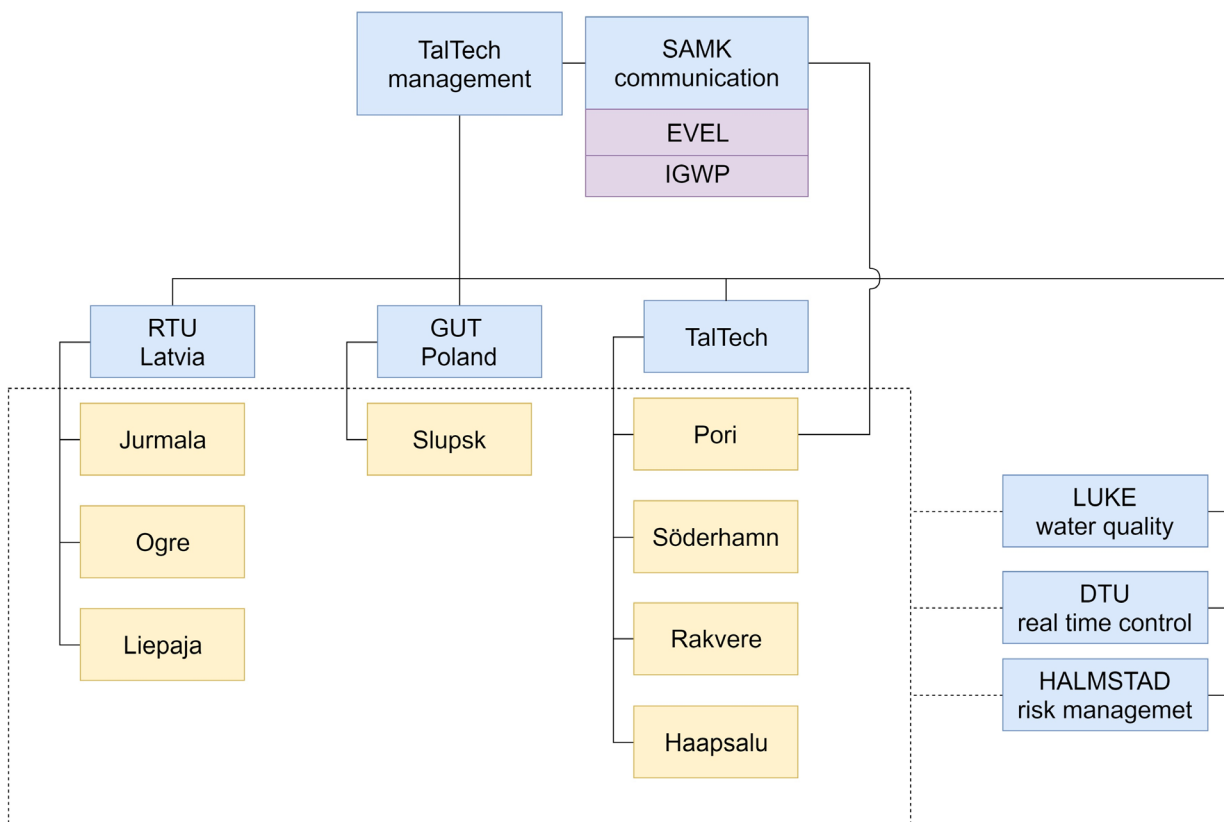 TalTech
management
SAMK
communication
EVEL
IGWP
RTU
Latvia
GUT
Poland
TalTech
Jurmala
Slupsk
Pori
Ogre
Söderhamn
Liepaja
Rakvere
Haapsalu
LUKE
water quality
DTU
real time control
HALMSTAD
risk managemet